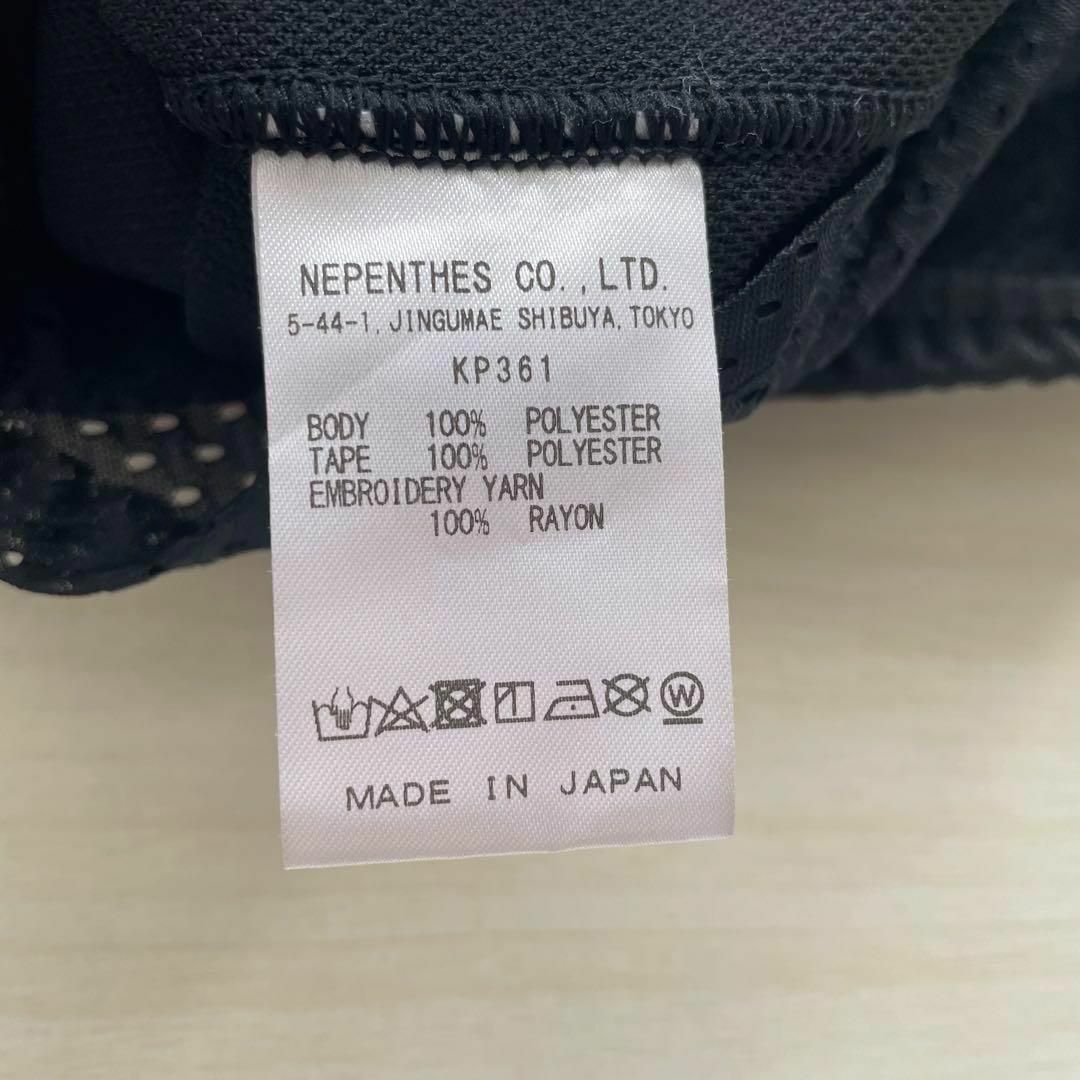 NEPENTHES CO.,LTD.
5-44-1, JINGUMAE SHIBUYA, TOKYO
KP361
BODY 100% POLYESTER
TAPE 100% POLYESTER
EMBROIDERY YARN
100% RAYON
W
MADE IN JAPAN